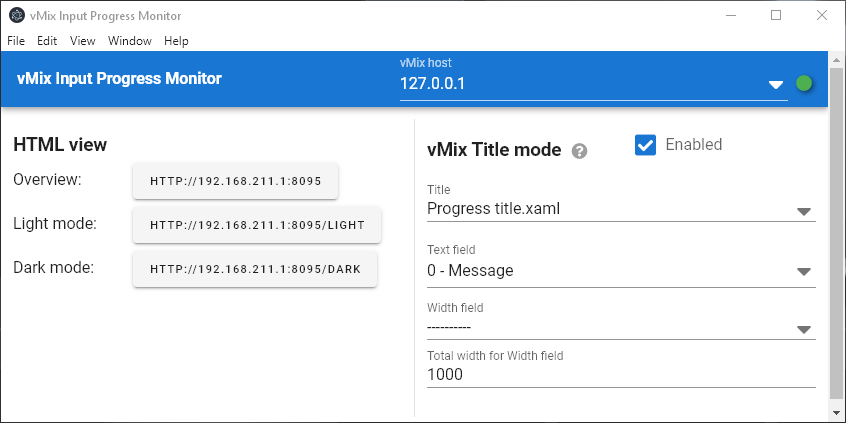 vMix Input Progress Monitor
File Edit View Window Help
vMix Input Progress Monitor
vMix host
127.0.0.1
HTML view
Overview: HTTP://192.168.211.1:8095
Light mode: HTTP://192.168.211.1:8095/LIGHT
Dark mode: HTTP://192.168.211.1:8095/DARK
vMix Title mode ?
Enabled
Title
Progress title.xaml
Text field
0 - Message
Width field
----------
Total width for Width field
1000